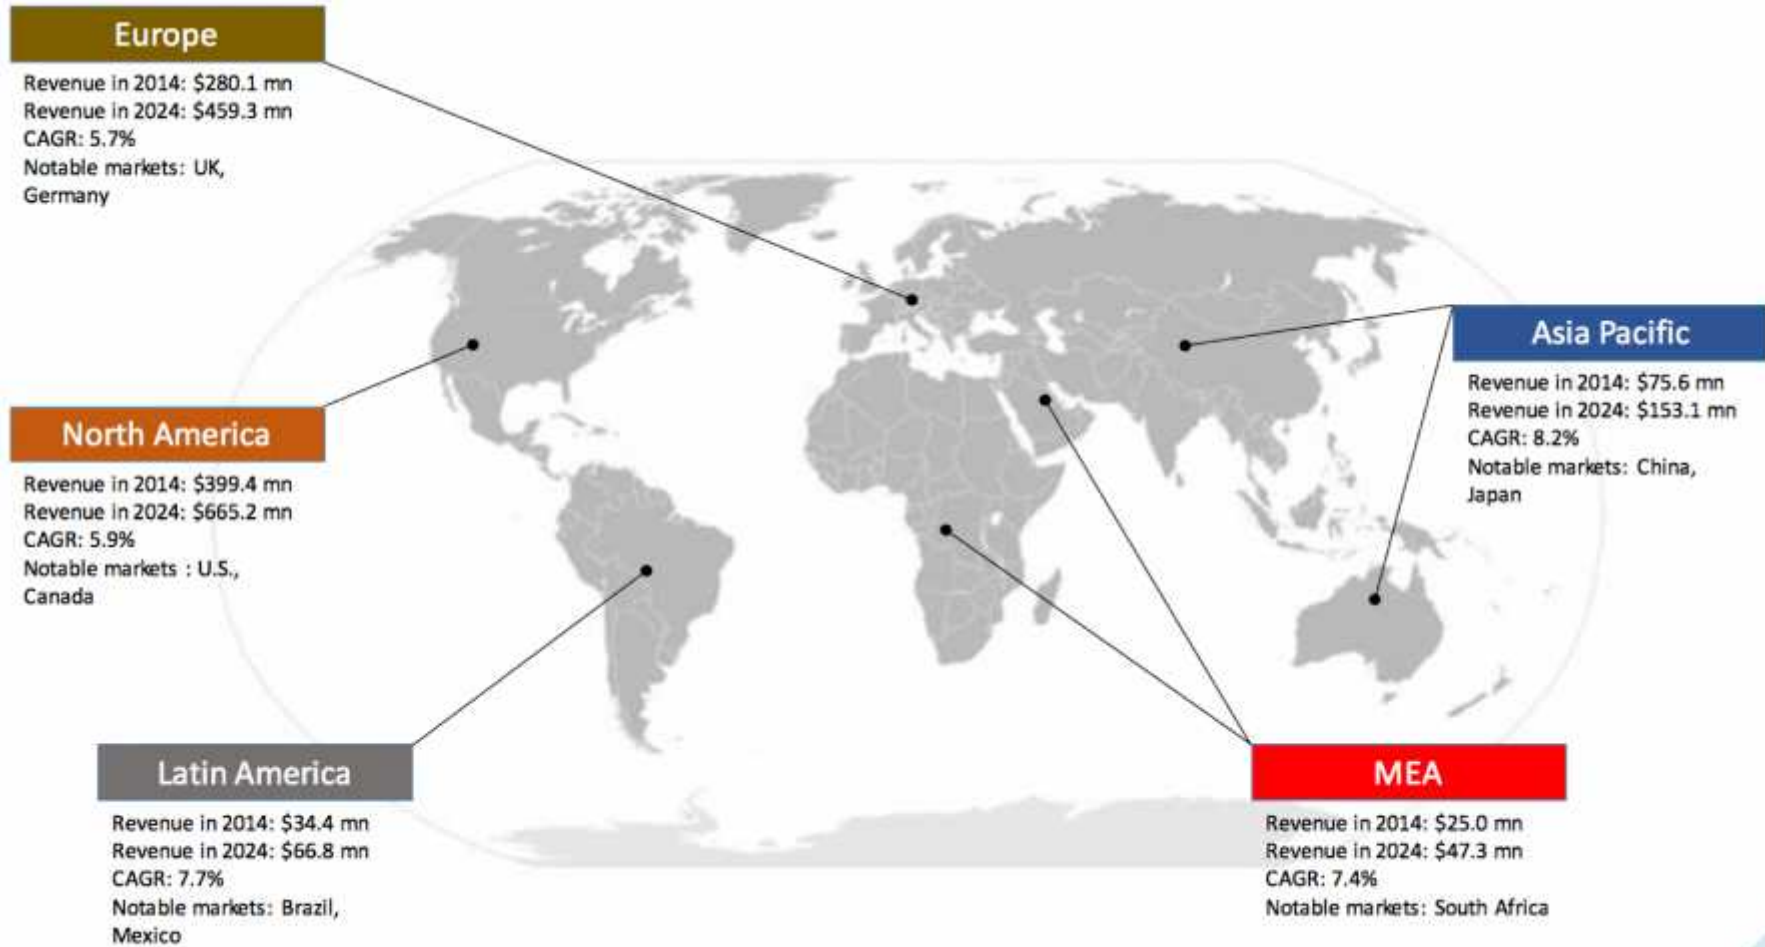 Europe
Revenue in 2014: $280.1 mn
Revenue in 2024: $459.3 mn
CAGR: 5.7%
Notable markets: UK,
Germany
North America
Revenue in 2014: $399.4 mn
Revenue in 2024: $665.2 mn
CAGR: 5.9%
Notable markets : U.S.,
Canada
Latin America
Revenue in 2014: $34.4 mn
Revenue in 2024: $66.8 mn
CAGR: 7.7%
Notable markets: Brazil,
Mexico
Asia Pacific
Revenue in 2014: $75.6 mn
Revenue in 2024: $153.1 mn
CAGR: 8.2%
Notable markets: China,
Japan
MEA
Revenue in 2014: $25.0 mn
Revenue in 2024: $47.3 mn
CAGR: 7.4%
Notable markets: South Africa